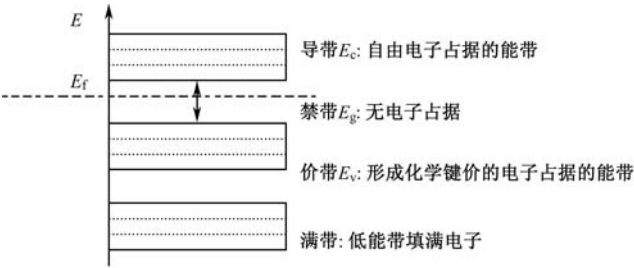 E
导带Ec: 自由电子占据的能带
Ef
禁带Eg: 无电子占据
价带Ev: 形成化学键价的电子占据的能带
满带: 低能带填满电子